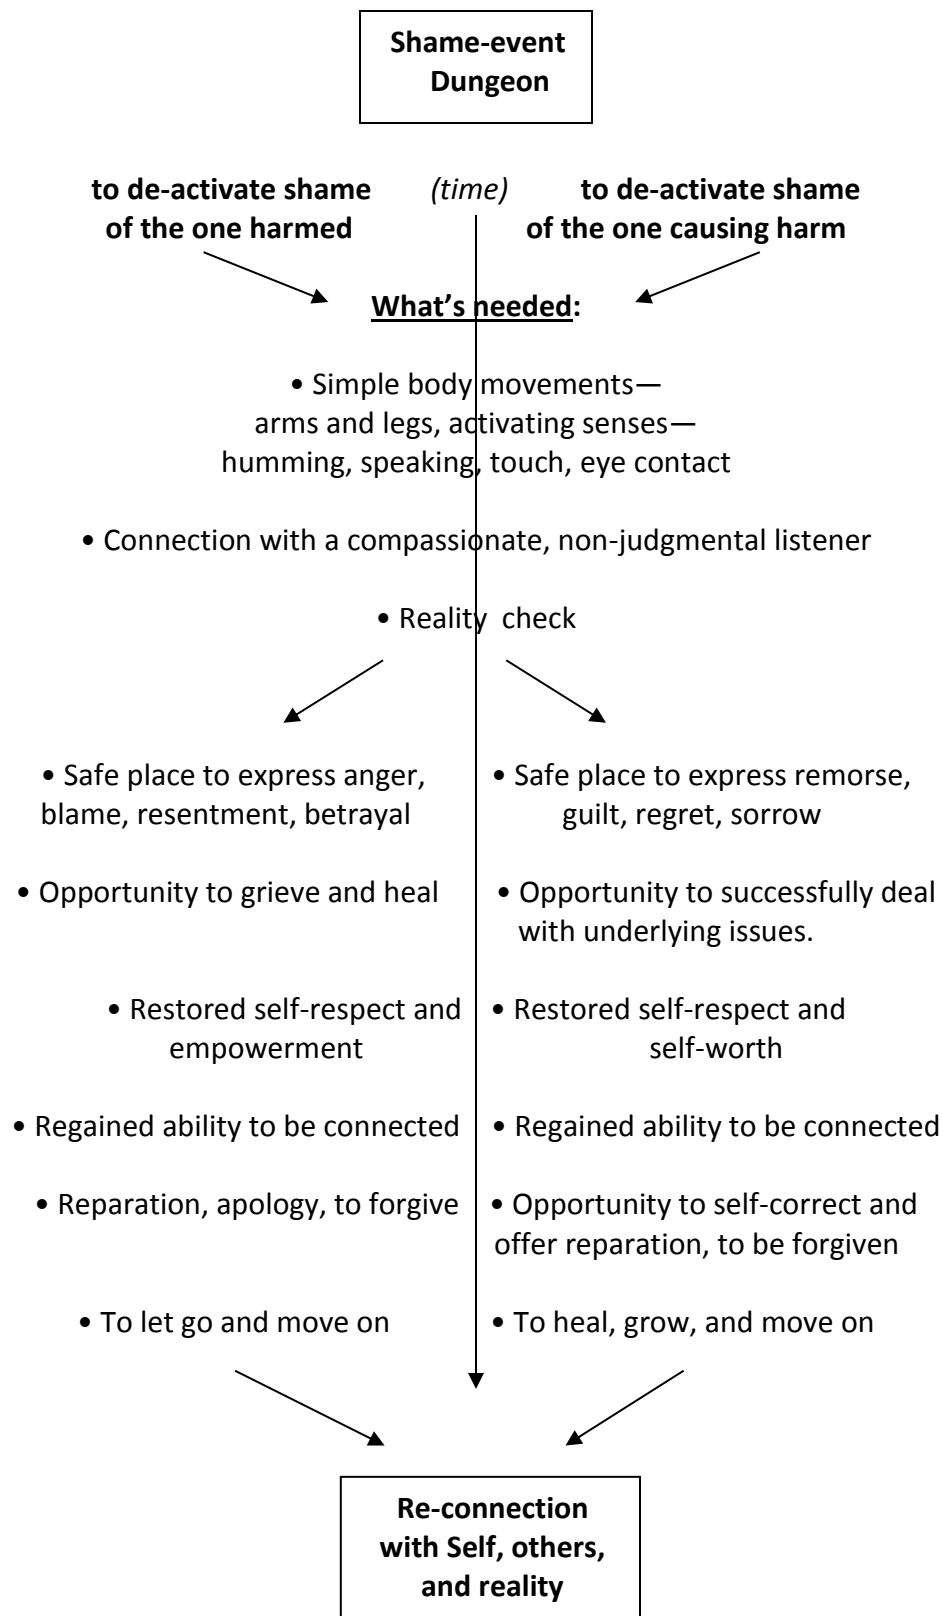 Shame-event
Dungeon
to de-activate shame
of the one harmed
(time)
to de-activate shame
of the one causing harm
What’s needed:
• Simple body movements—
arms and legs, activating senses—
humming, speaking, touch, eye contact
• Connection with a compassionate, non-judgmental listener
• Reality check
• Safe place to express anger,
blame, resentment, betrayal
• Safe place to express remorse,
guilt, regret, sorrow
• Opportunity to grieve and heal
• Opportunity to successfully deal
with underlying issues.
• Restored self-respect and
empowerment
• Restored self-respect and
self-worth
• Regained ability to be connected
• Regained ability to be connected
• Reparation, apology, to forgive
• Opportunity to self-correct and
offer reparation, to be forgiven
• To let go and move on
• To heal, grow, and move on
Re-connection
with Self, others,
and reality